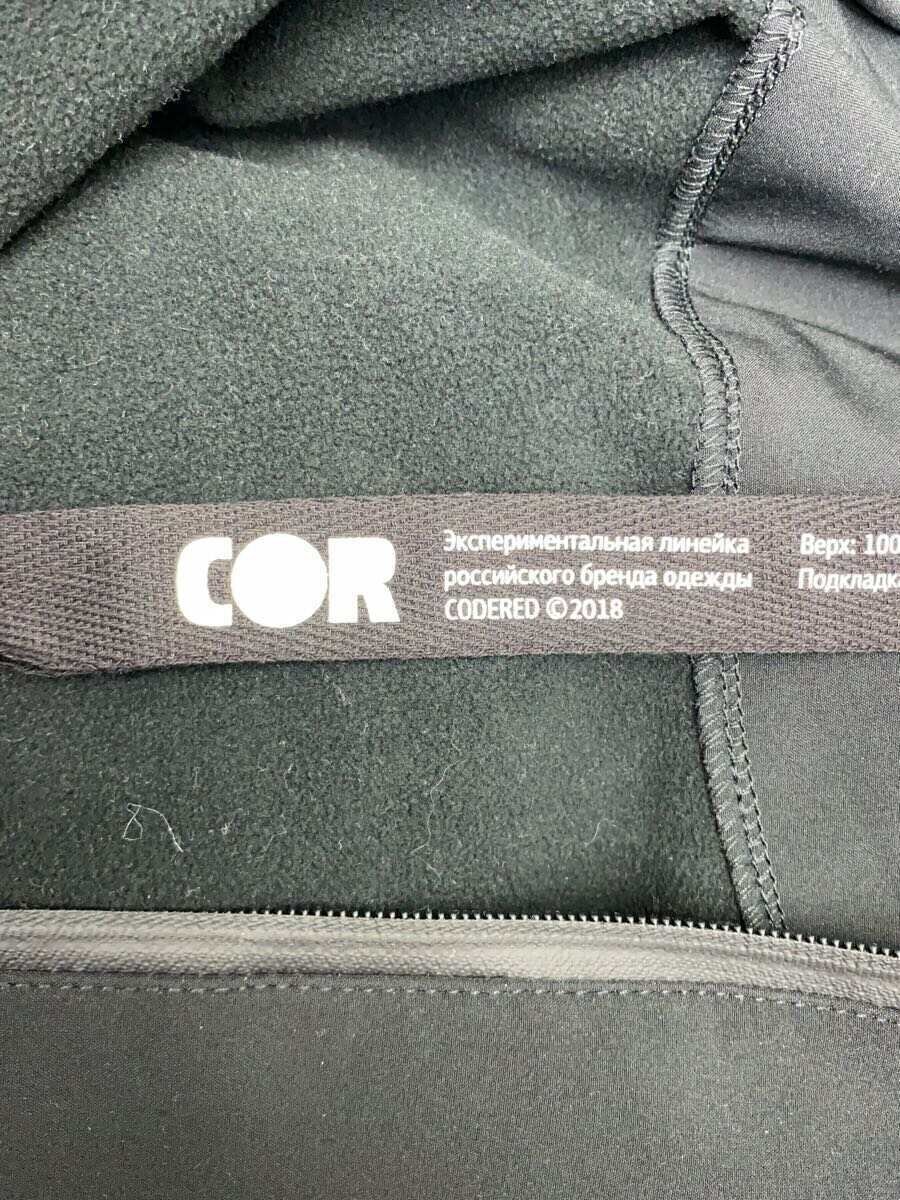 COR
Экспериментальная линейка
российского бренда одежды
CODERED ©2018
Верх: 100
Подкладка